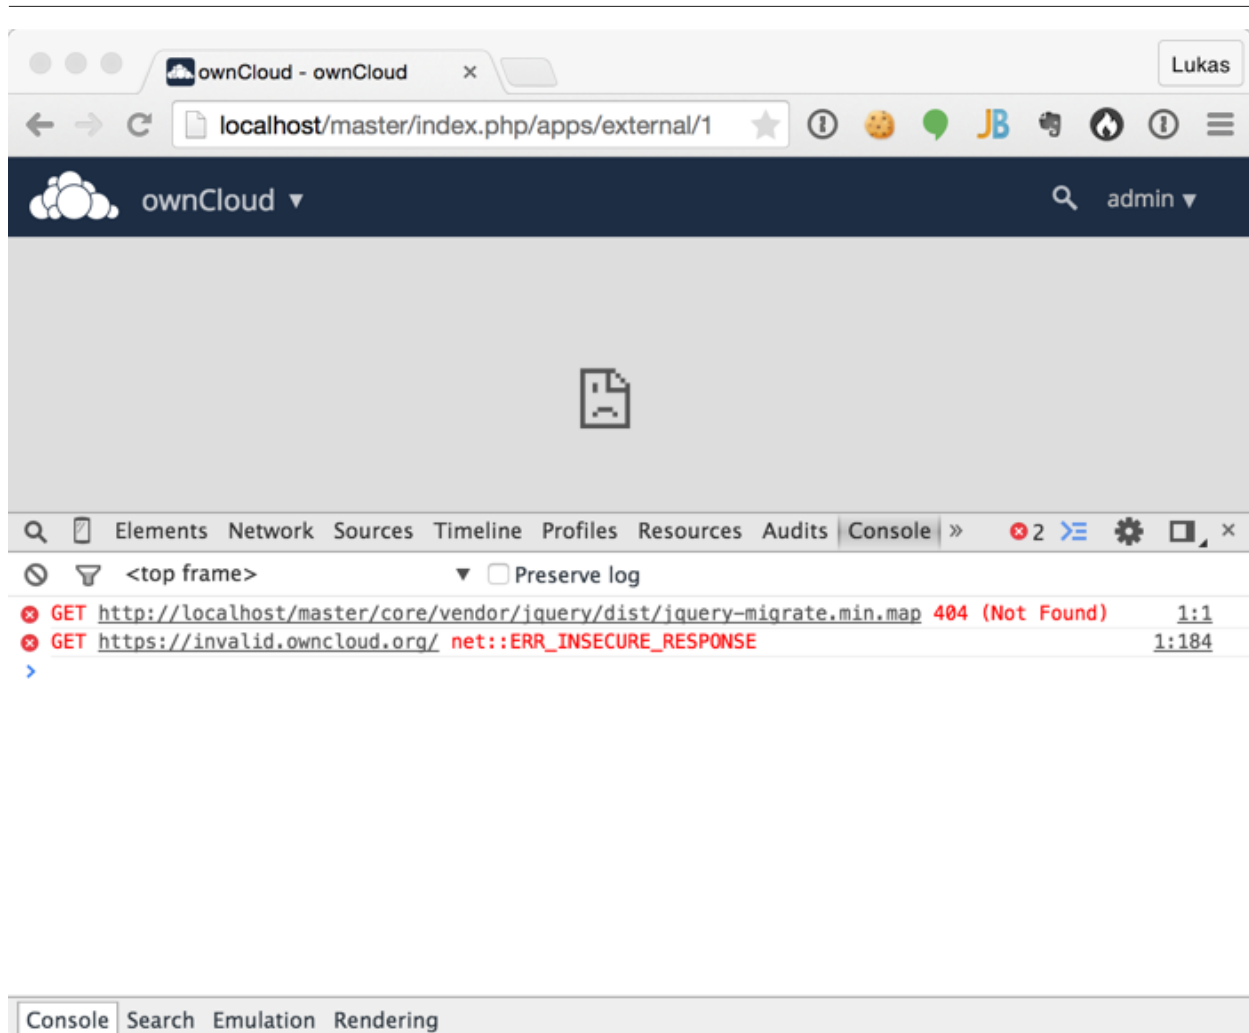 ownCloud - ownCloud × Lukas
localhost/master/index.php/apps/external/1 JB
ownCloud ▼ admin ▼
Elements Network Sources Timeline Profiles Resources Audits Console » 2 ×
<top frame> ▼ Preserve log
GET http://localhost/master/core/vendor/jquery/dist/jquery-migrate.min.map 404 (Not Found) 1:1
GET https://invalid.owncloud.org/ net::ERR_INSECURE_RESPONSE 1:184
>
Console Search Emulation Rendering